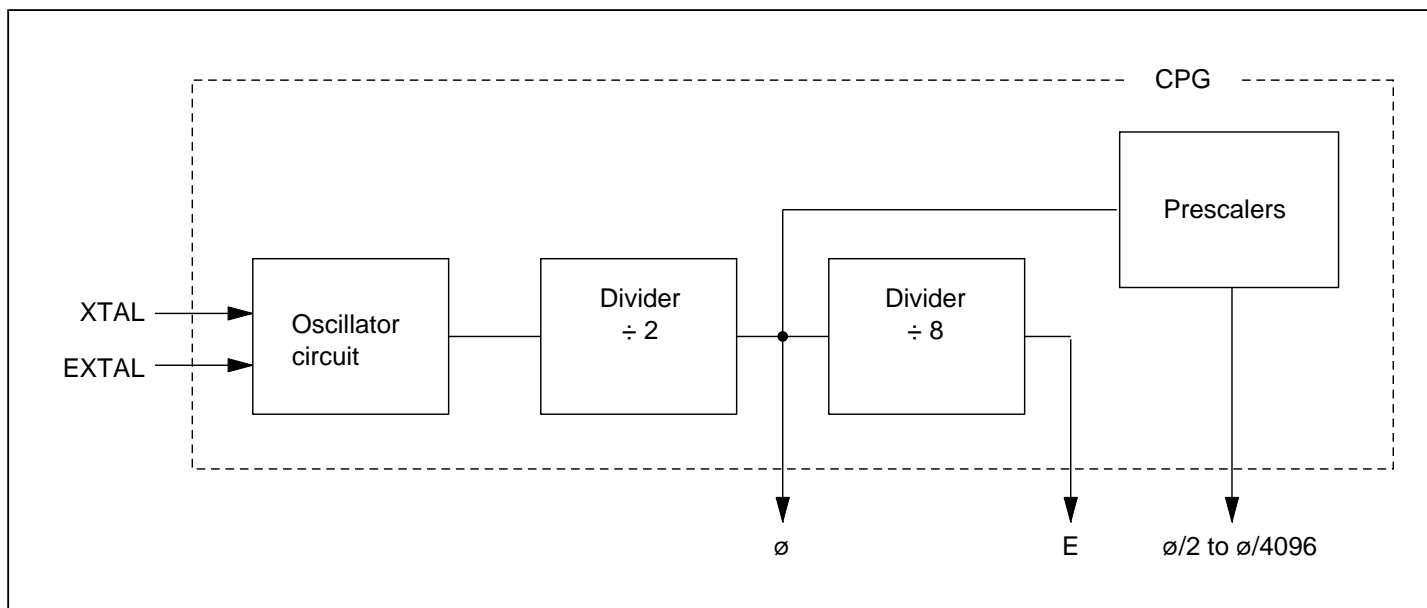 CPG
Prescalers
XTAL
EXTAL
Oscillator
circuit
Divider
÷ 2
Divider
÷ 8
ø
E
ø/2 to ø/4096